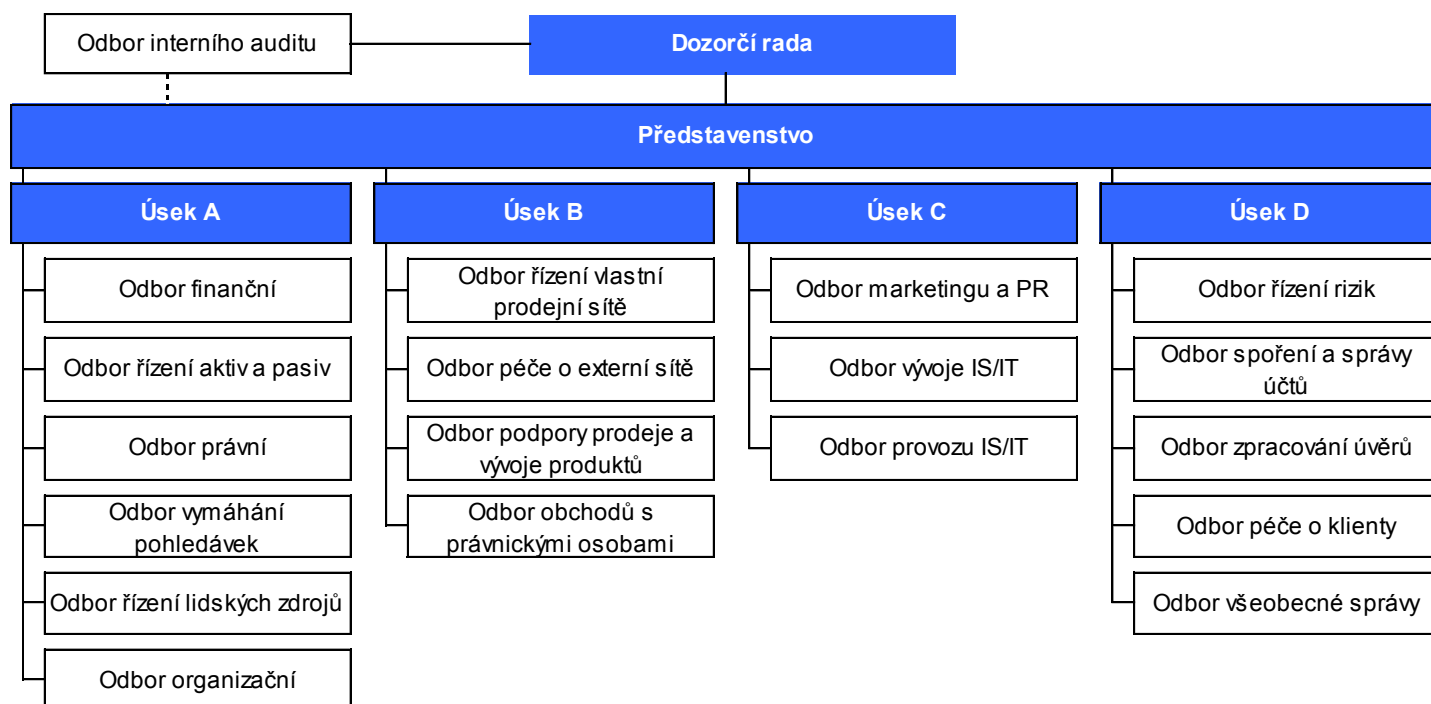 Odbor interního auditu
Dozorčí rada
Představenstvo
Úsek A
Úsek B
Úsek C
Úsek D
Odbor finanční
Odbor řízení aktiv a pasiv
Odbor právní
Odbor vymáhání
pohledávek
Odbor řízení lidských zdrojů
Odbor organizační
Odbor řízení vlastní
prodejní sítě
Odbor péče o externí sítě
Odbor podpory prodeje a
vývoje produktů
Odbor obchodů s
právnickými osobami
Odbor marketingu a PR
Odbor vývoje IS/IT
Odbor provozu IS/IT
Odbor řízení rizik
Odbor spoření a správy
účtů
Odbor zpracování úvěrů
Odbor péče o klienty
Odbor všeobecné správy